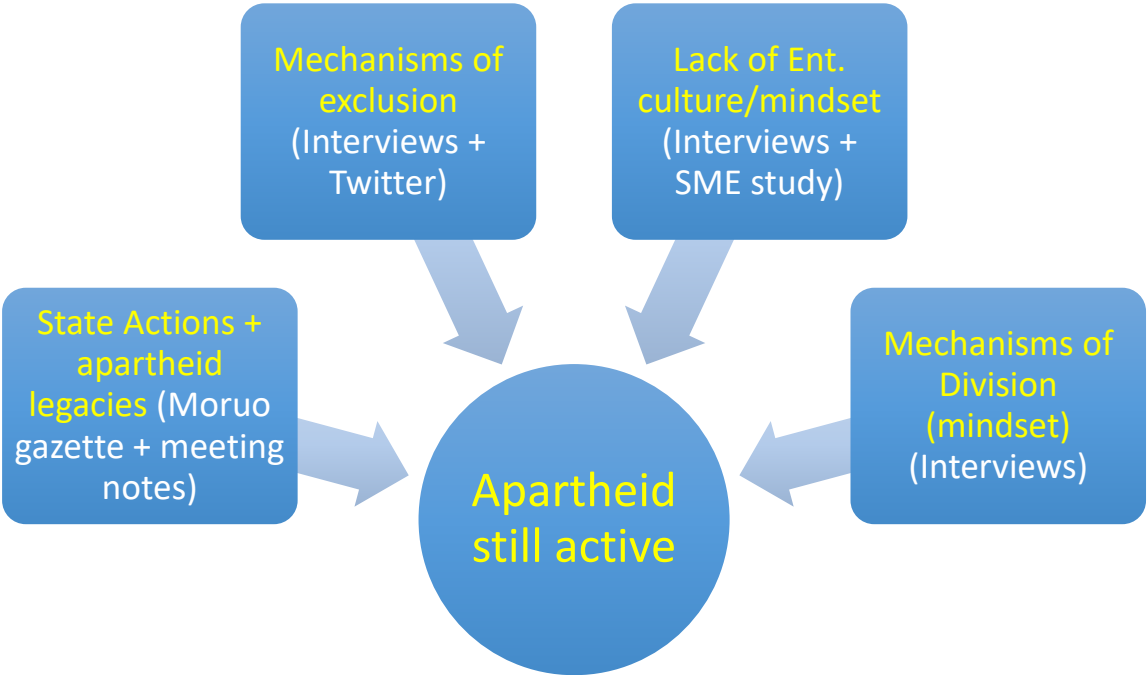 Mechanisms of
exclusion
(Interviews +
Twitter)
Lack of Ent.
culture/mindset
(Interviews +
SME study)
State Actions +
apartheid
legacies (Moruo
gazette + meeting
notes)
Mechanisms of
Division
(mindset)
(Interviews)
Apartheid
still active